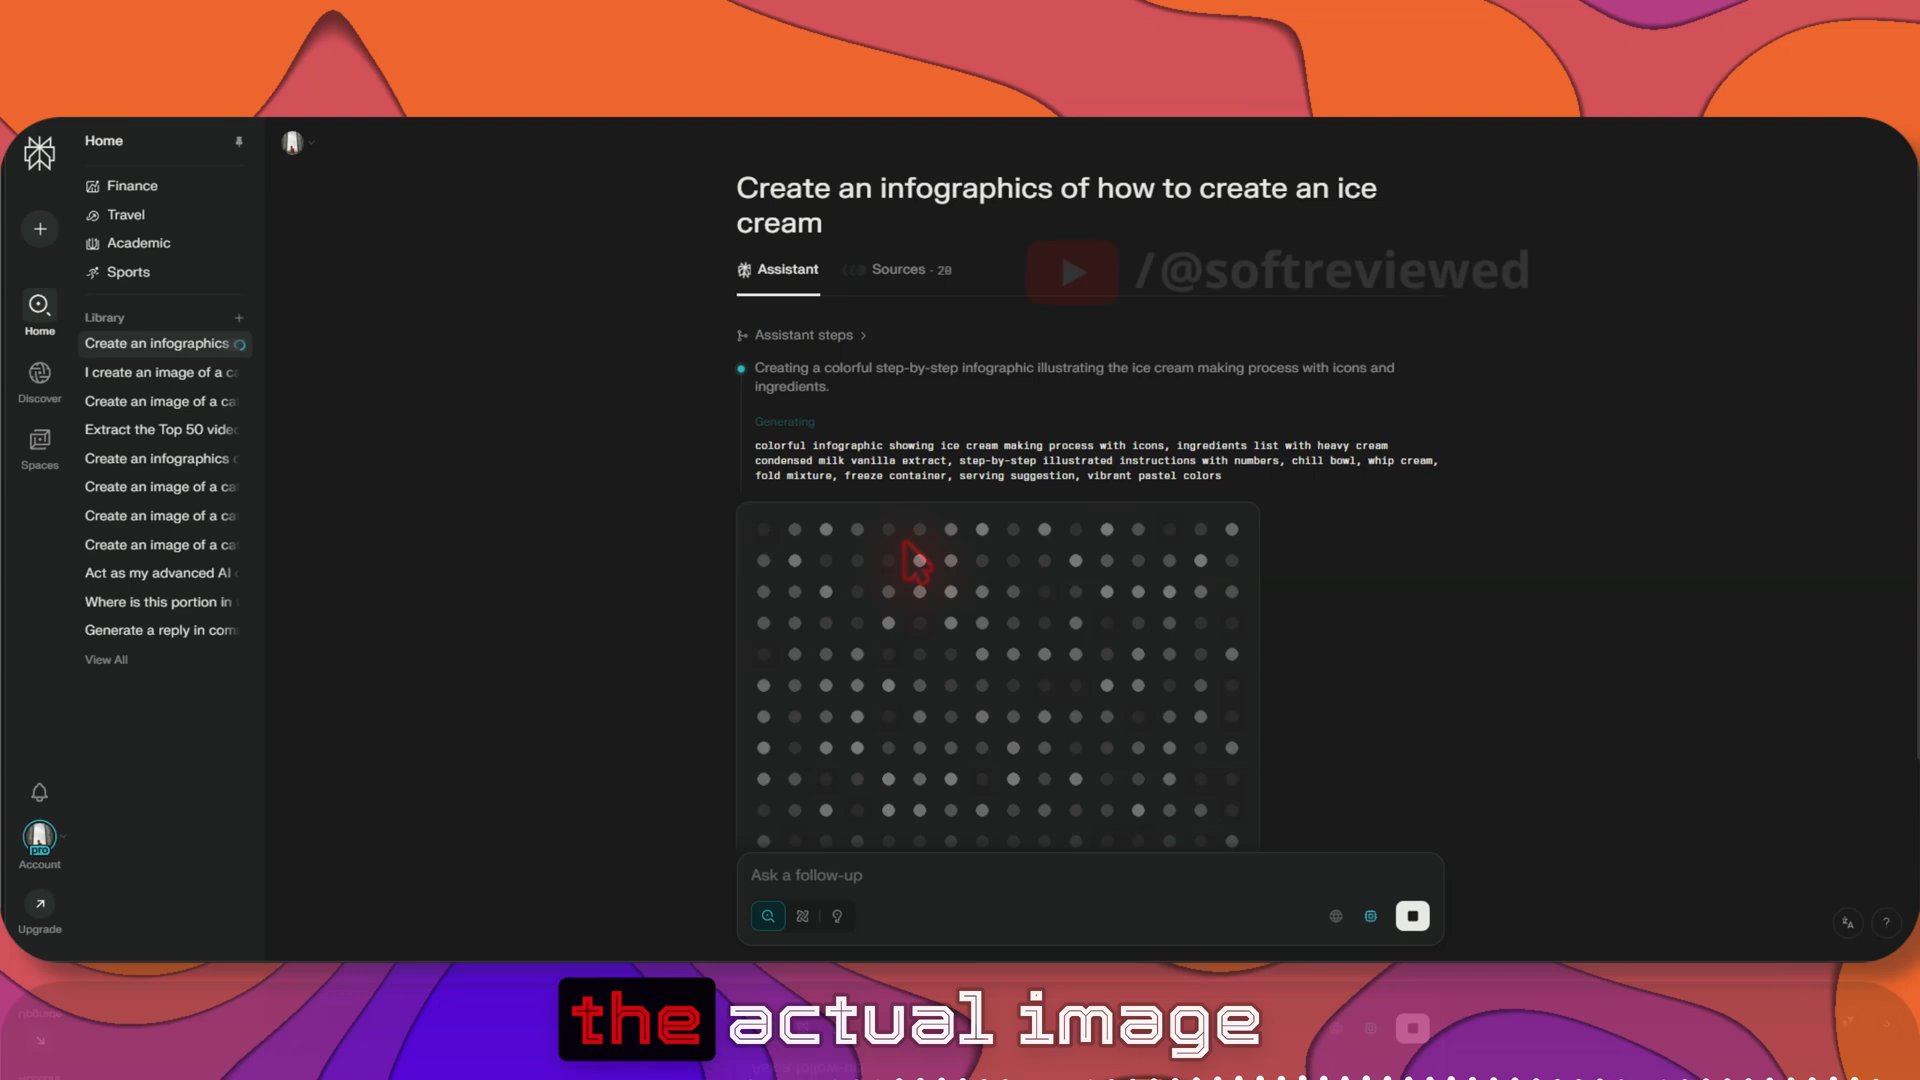 Home
Finance
Travel
Academic
Sports
Library
Create an infographics
I create an image of a ca
Create an image of a ca
Extract the Top 50 video
Create an infographics
Create an image of a ca
Create an image of a ca
Create an image of a ca
Act as my advanced AI
Where is this portion in
Generate a reply in com
View All
Home
Discover
Spaces
pro
Account
Upgrade
Create an infographics of how to create an ice
cream
Assistant
Sources · 20
/@softreviewed
Assistant steps
Creating a colorful step-by-step infographic illustrating the ice cream making process with icons and
ingredients.
Generating
colorful infographic showing ice cream making process with icons, ingredients list with heavy cream
condensed milk vanilla extract, step-by-step illustrated instructions with numbers, chill bowl, whip cream,
fold mixture, freeze container, serving suggestion, vibrant pastel colors
Ask a follow-up
?
the actual image